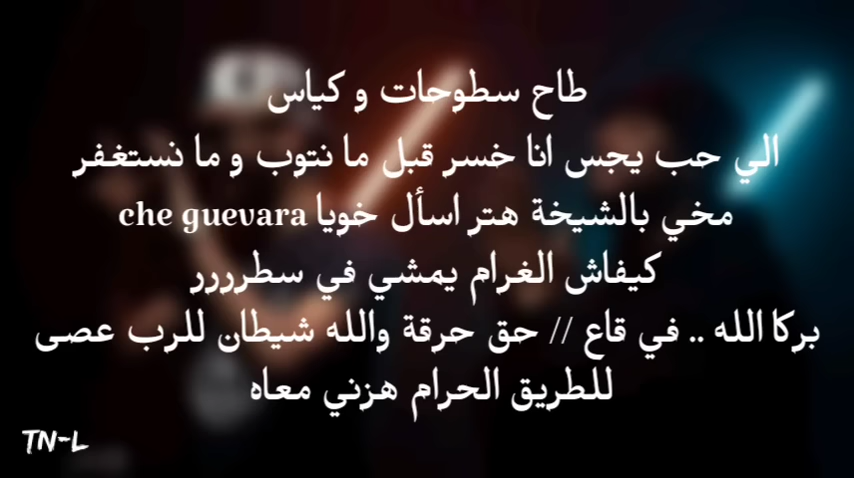 طاح سطوحات و كياس
الي حب يجس انا خسر قبل ما نتوب و ما نستغفر
مخي بالشيخة هتر اسأل خويا che guevara
كيفاش الغرام يمشي في سطرررر
بركا الله .. في قاع // حق حرقة والله شيطان للرب عصى
للطريق الحرام هزني معاه
TN-L